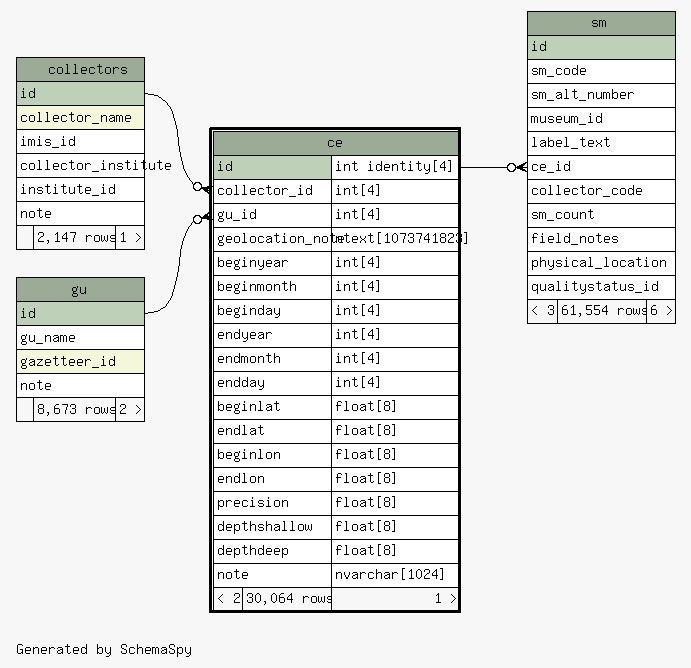 collectors
id
collector_name
imis_id
collector_institute
institute_id
note
2,147 rows 1 >
gu
id
gu_name
gazetteer_id
note
8,673 rows 2 >
ce
id int identity[4]
collector_id int[4]
gu_id int[4]
geolocation_note ntext[1073741823]
beginyear int[4]
beginmonth int[4]
beginday int[4]
endyear int[4]
endmonth int[4]
endday int[4]
beginlat float[8]
endlat float[8]
beginlon float[8]
endlon float[8]
precision float[8]
depthshallow float[8]
depthdeep float[8]
note nvarchar[1024]
< 2 30,064 rows 1 >
sm
id
sm_code
sm_alt_number
museum_id
label_text
ce_id
collector_code
sm_count
field_notes
physical_location
qualitystatus_id
< 3 61,554 rows 6 >
Generated by SchemaSpy